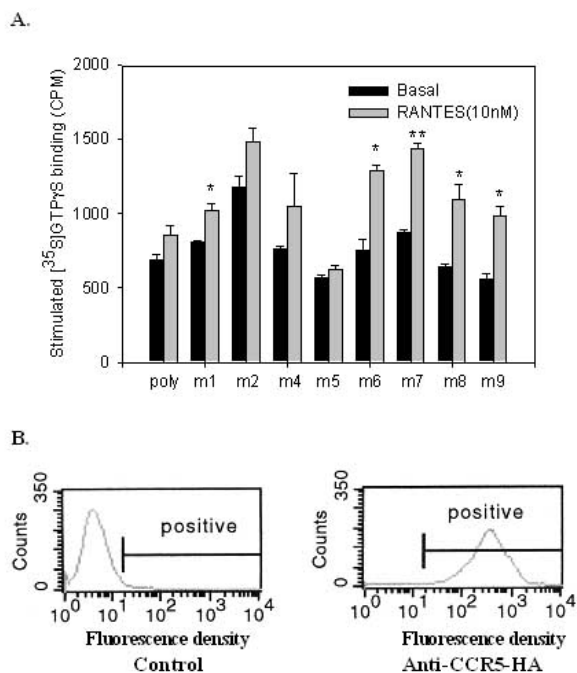 A.
2000
1500
1000
500
0
Stimulated [³⁵S]GTPγS binding (CPM)
Basal
RANTES(10nM)
*
*
**
*
*
poly m1 m2 m4 m5 m6 m7 m8 m9
B.
350
0
Counts
positive
10⁰ 10¹ 10² 10³ 10⁴
Fluorescence density
Control
350
0
Counts
positive
10⁰ 10¹ 10² 10³ 10⁴
Fluorescence density
Anti-CCR5-HA